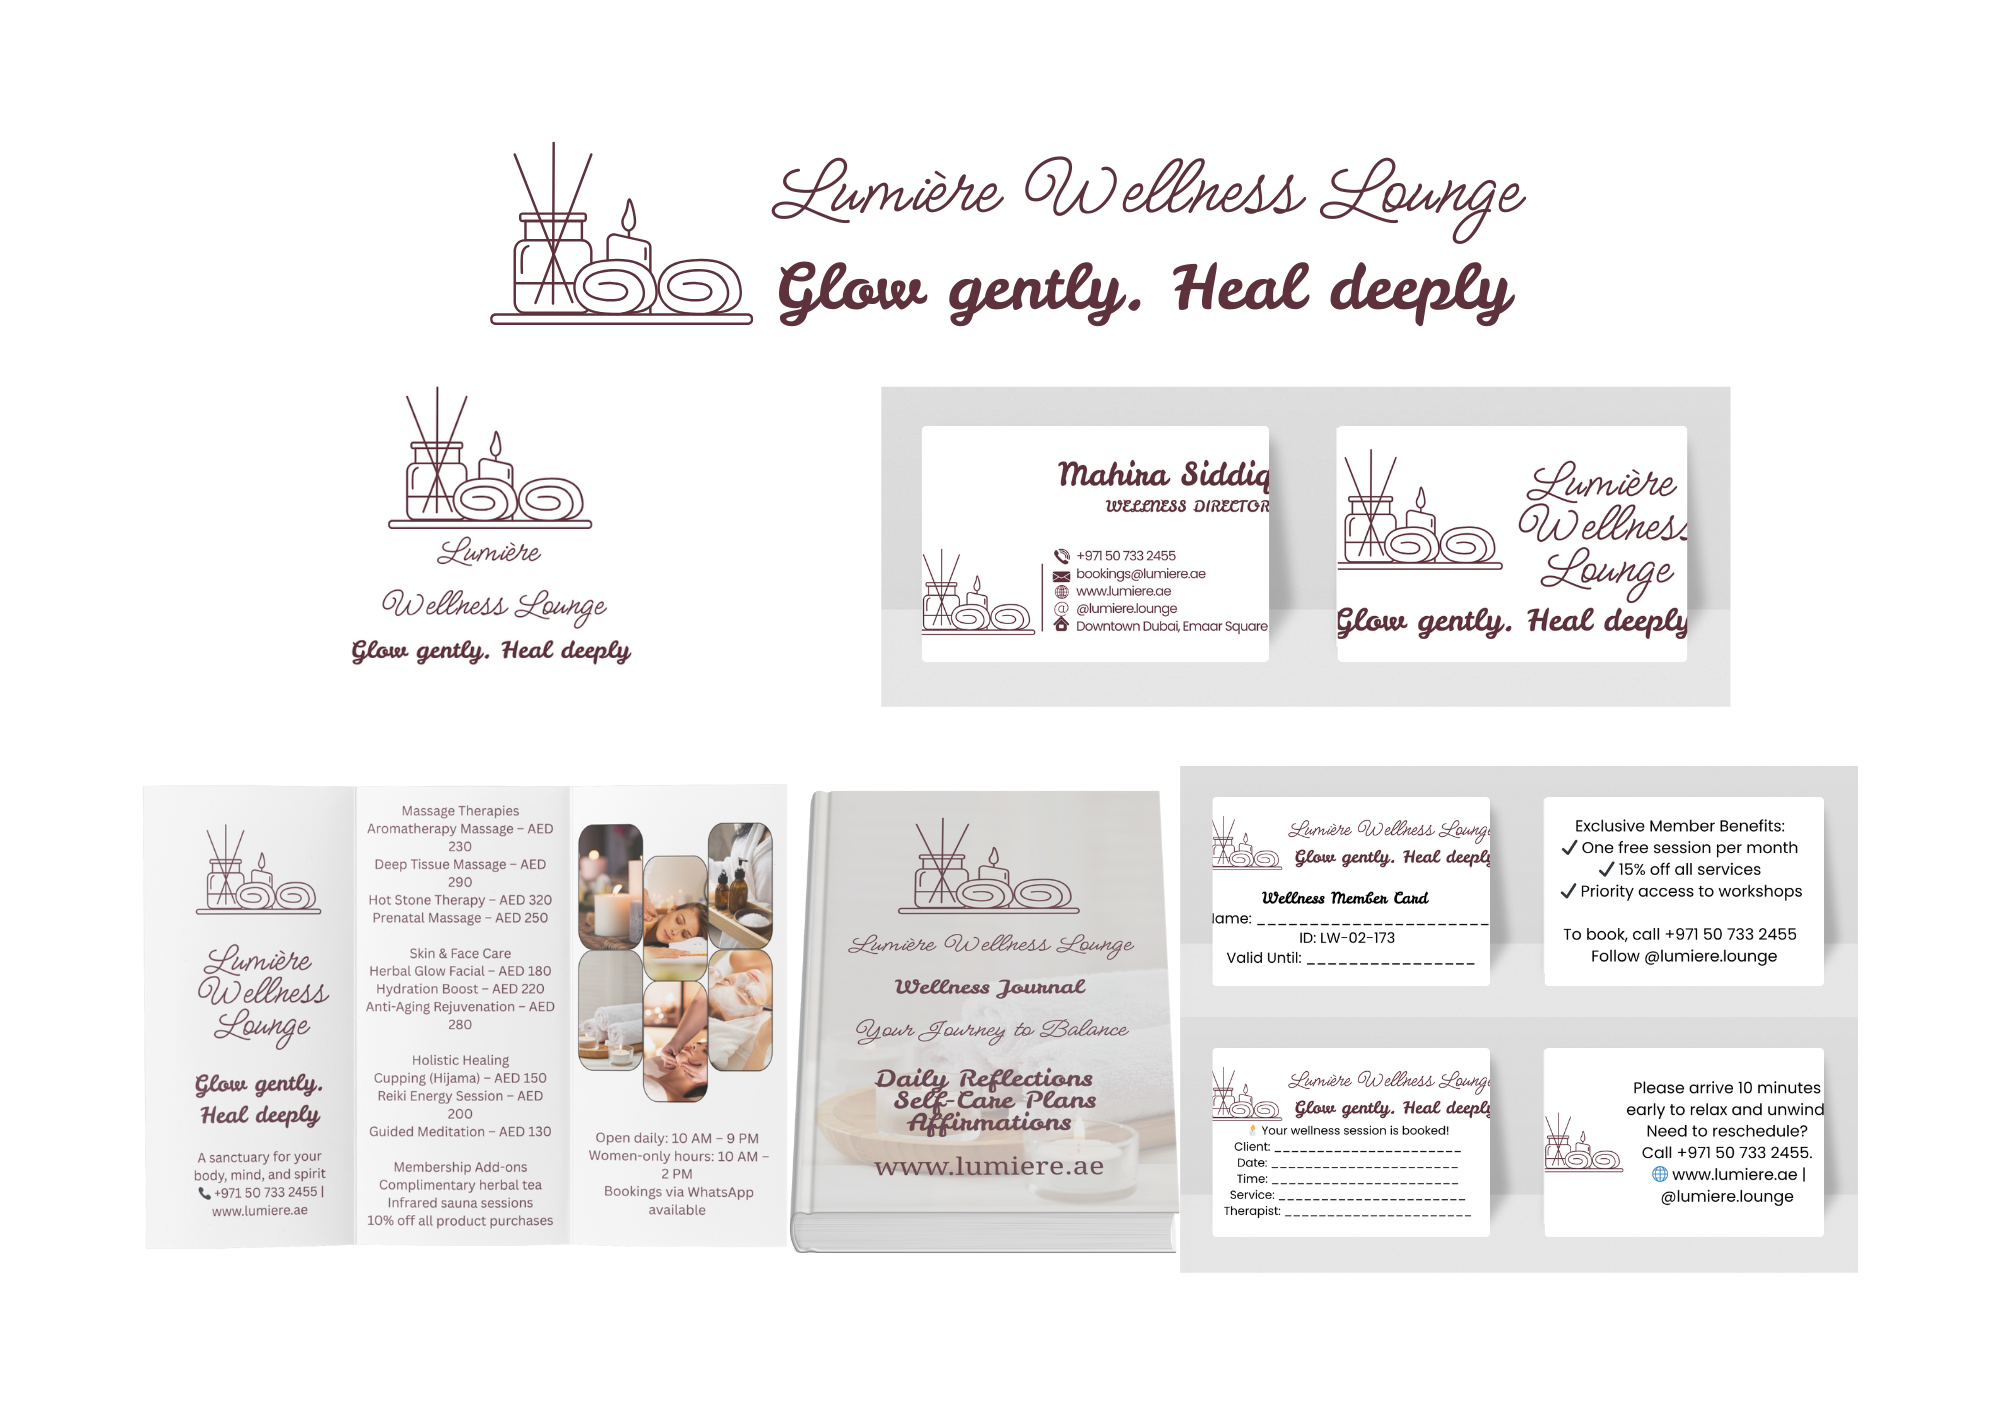 Lumière Wellness Lounge
Glow gently. Heal deeply
Lumière
Wellness Lounge
Glow gently. Heal deeply
Mahira Siddiq
WELLNESS DIRECTOR
+971 50 733 2455
bookings@lumiere.ae
www.lumiere.ae
@lumiere.lounge
Downtown Dubai, Emaar Square
Lumière
Wellness
Lounge
Glow gently. Heal deeply
Lumière
Wellness
Lounge
Glow gently.
Heal deeply
A sanctuary for your
body, mind, and spirit
📞 +971 50 733 2455 |
www.lumiere.ae
Massage Therapies
Aromatherapy Massage – AED
230
Deep Tissue Massage – AED
290
Hot Stone Therapy – AED 320
Prenatal Massage – AED 250
Skin & Face Care
Herbal Glow Facial – AED 180
Hydration Boost – AED 220
Anti-Aging Rejuvenation – AED
280
Holistic Healing
Cupping (Hijama) – AED 150
Reiki Energy Session – AED
200
Guided Meditation – AED 130
Membership Add-ons
Complimentary herbal tea
Infrared sauna sessions
10% off all product purchases
Open daily: 10 AM – 9 PM
Women-only hours: 10 AM –
2 PM
Bookings via WhatsApp
available
Lumière Wellness Lounge
Wellness Journal
Your Journey to Balance
Daily Reflections
Self-Care Plans
Affirmations
www.lumiere.ae
Lumière Wellness Lounge
Glow gently. Heal deeply
Wellness Member Card
lame: _ _ _ _ _ _ _ _ _ _ _ _ _ _ _ _ _ _ _ _ _ _ _
ID: LW-02-173
Valid Until: _ _ _ _ _ _ _ _ _ _ _ _ _ _ _ _
Exclusive Member Benefits:
✔ One free session per month
✔ 15% off all services
✔ Priority access to workshops
To book, call +971 50 733 2455
Follow @lumiere.lounge
Lumière Wellness Lounge
Glow gently. Heal deeply
🕯️ Your wellness session is booked!
Client: _ _ _ _ _ _ _ _ _ _ _ _ _ _ _ _ _ _ _ _ _ _
Date: _ _ _ _ _ _ _ _ _ _ _ _ _ _ _ _ _ _ _ _ _ _
Time: _ _ _ _ _ _ _ _ _ _ _ _ _ _ _ _ _ _ _ _ _ _
Service: _ _ _ _ _ _ _ _ _ _ _ _ _ _ _ _ _ _ _ _ _ _
Therapist: _ _ _ _ _ _ _ _ _ _ _ _ _ _ _ _ _ _ _ _ _ _
Please arrive 10 minutes
early to relax and unwind
Need to reschedule?
Call +971 50 733 2455.
🌐 www.lumiere.ae |
@lumiere.lounge